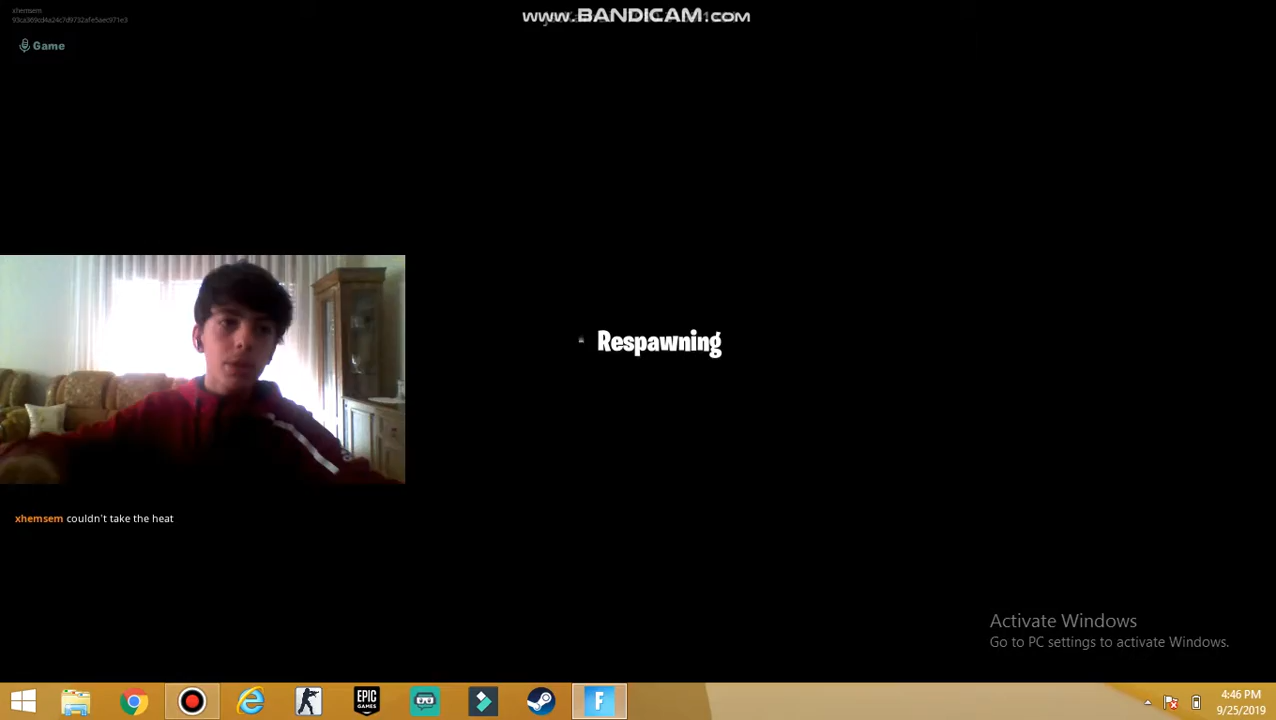 xhemsem
www.BANDICAM.COM
Game
Respawning
xhemsem couldn't take the heat
Activate Windows
Go to PC settings to activate Windows.
EPIC
GAMES
F
4:46 PM
9/25/2019